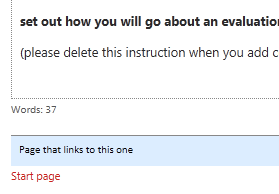 set out how you will go about an evaluation
(please delete this instruction when you add c
Words: 37
Page that links to this one
Start page